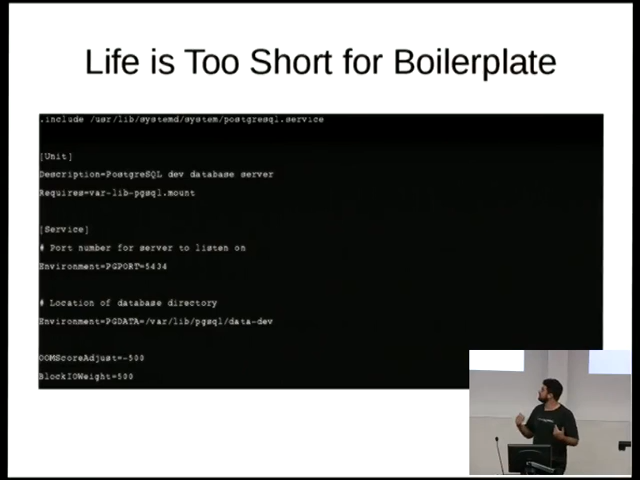 Life is Too Short for Boilerplate
.include /usr/lib/systemd/system/postgresql.service
[Unit]
Description=PostgreSQL dev database server
Requires=var-lib-pgsql.mount
[Service]
# Port number for server to listen on
Environment=PGPORT=5434
# Location of database directory
Environment=PGDATA=/var/lib/pgsql/data-dev
OOMScoreAdjust=-500
BlockIOWeight=500